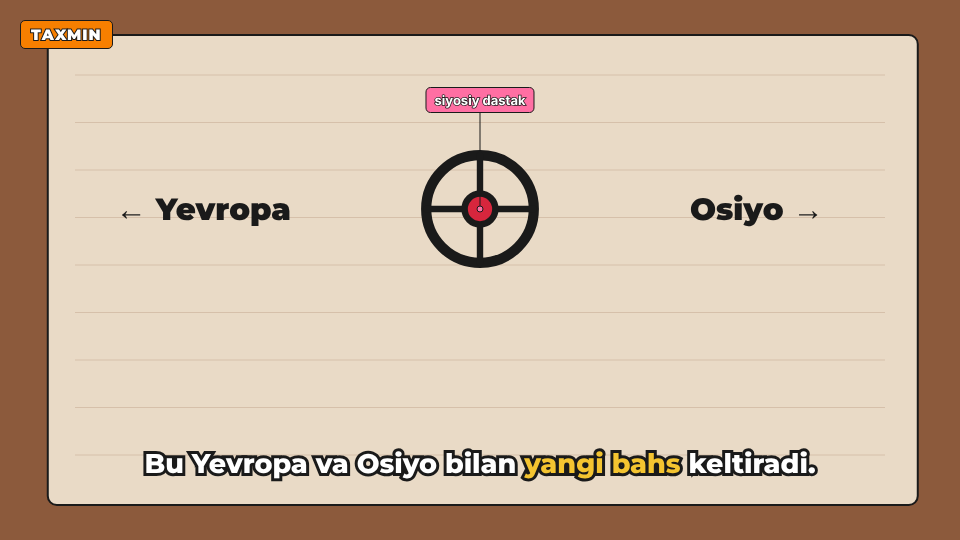 TAXMIN
siyosiy dastak
← Yevropa
Osiyo →
Bu Yevropa va Osiyo bilan yangi bahs keltiradi.